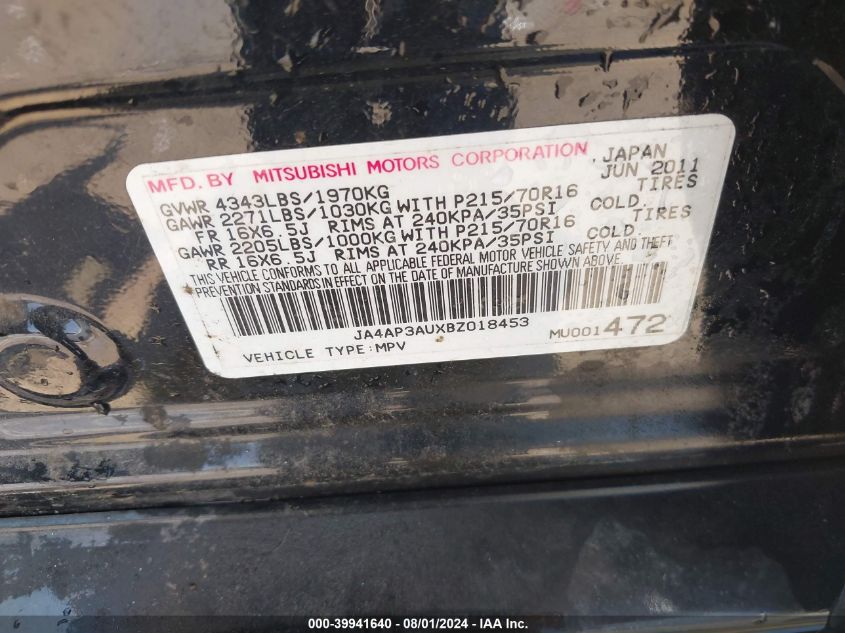 MFD. BY MITSUBISHI MOTORS CORPORATION JAPAN
GVWR 4343LBS/1970KG JUN 2011
GAWR 2271LBS/1030KG WITH P215/70R16 TIRES
FR 16X6.5J RIMS AT 240KPA/35PSI COLD.
GAWR 2205LBS/1000KG WITH P215/70R16 TIRES
RR 16X6.5J RIMS AT 240KPA/35PSI COLD.
THIS VEHICLE CONFORMS TO ALL APPLICABLE FEDERAL MOTOR VEHICLE SAFETY AND THEFT
PREVENTION STANDARDS IN EFFECT ON THE DATE OF MANUFACTURE SHOWN ABOVE.
JA4AP3AUXBZ018453
VEHICLE TYPE:MPV MU001472
000-39941640 - 08/01/2024 - IAA Inc.